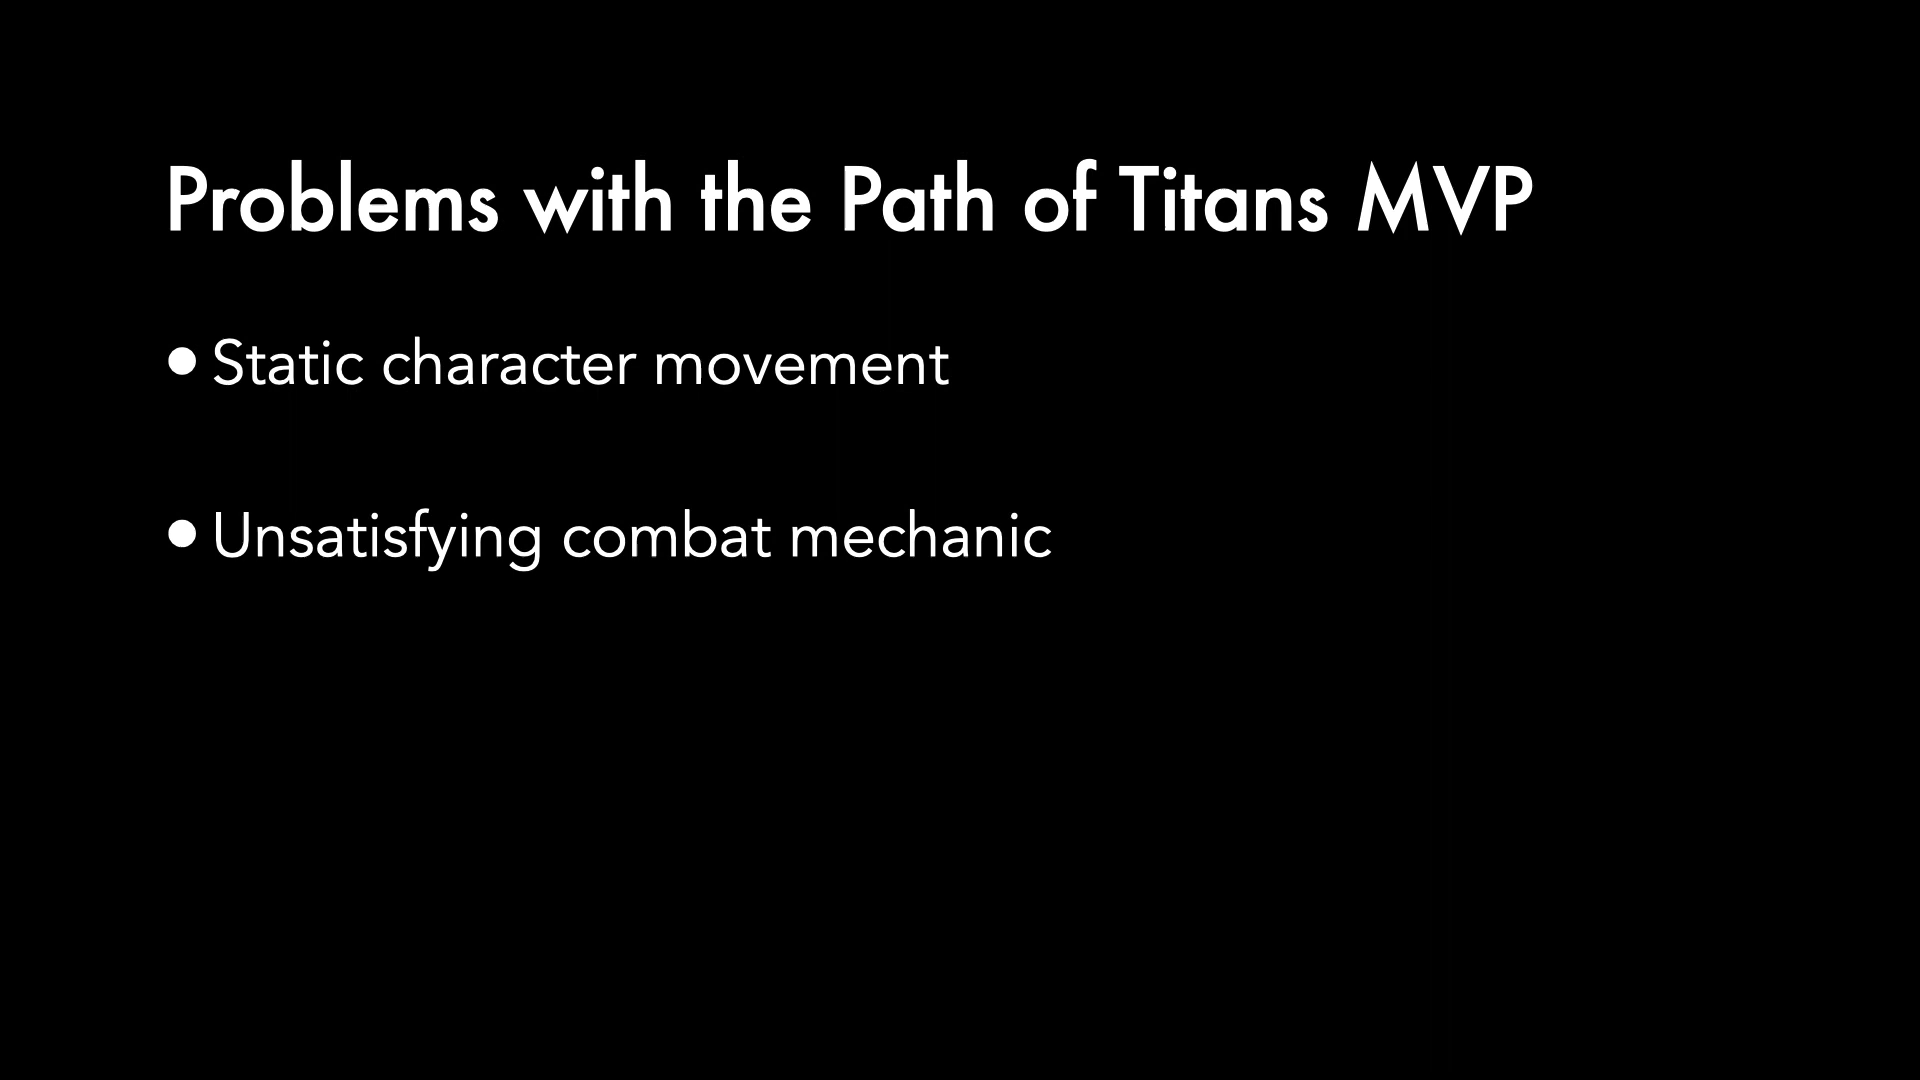 Problems with the Path of Titans MVP
• Static character movement
• Unsatisfying combat mechanic